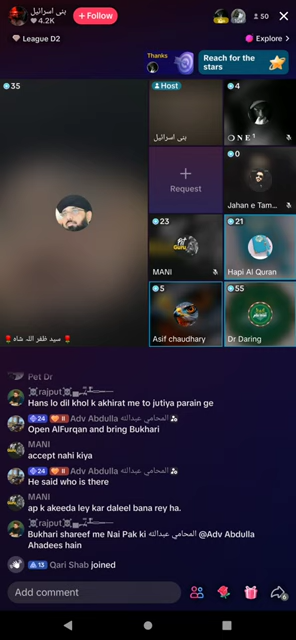 بنی اسرائیل
4.2K
+ Follow
50
League D2
Explore >
Thanks
Reach for the stars
35
Host
بنی اسرائیل
4
O N E ¹
+
Request
0
Jahan e Tam...
23
MANI
21
Hapi Al Quran
سید ظفر اللہ شاہ
5
Asif chaudhary
55
Dr Daring
Pet Dr
rajput
Hans lo dil khol k akhirat me to jutiya parain ge
24 II Adv Abdulla المحامي عبدالله
Open AlFurqan and bring Bukhari
MANI
accept nahi kiya
24 II Adv Abdulla المحامي عبدالله
He said who is there
MANI
ap k akeeda ley kar daleel bana rey ha.
rajput
Bukhari shareef me Nai Pak ki المحامي عبدالله @Adv Abdulla
Ahadees hain
13 Qari Shab joined
Add comment
6